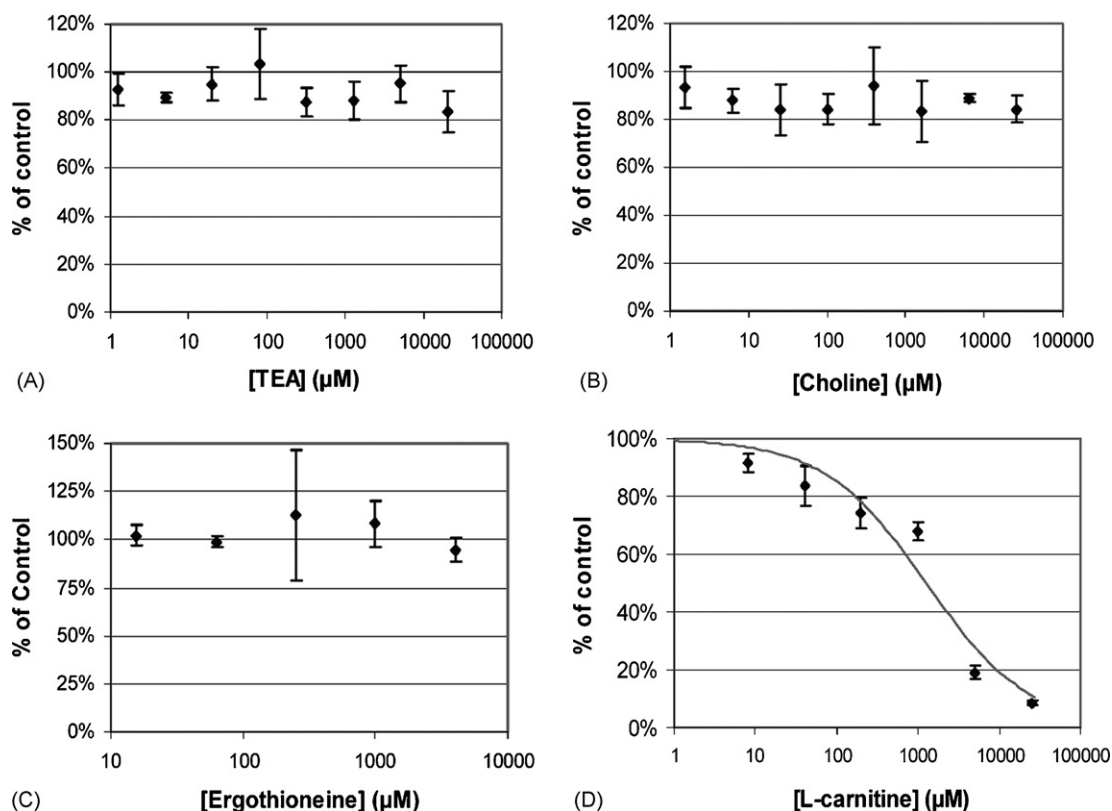 120%
100%
80%
60%
40%
20%
0%
% of control
1 10 100 1000 10000 100000
(A) [TEA] (µM)
120%
100%
80%
60%
40%
20%
0%
% of control
1 10 100 1000 10000 100000
(B) [Choline] (µM)
150%
125%
100%
75%
50%
25%
0%
% of Control
10 100 1000 10000
(C) [Ergothioneine] (µM)
100%
80%
60%
40%
20%
0%
% of control
1 10 100 1000 10000 100000
(D) [L-carnitine] (µM)